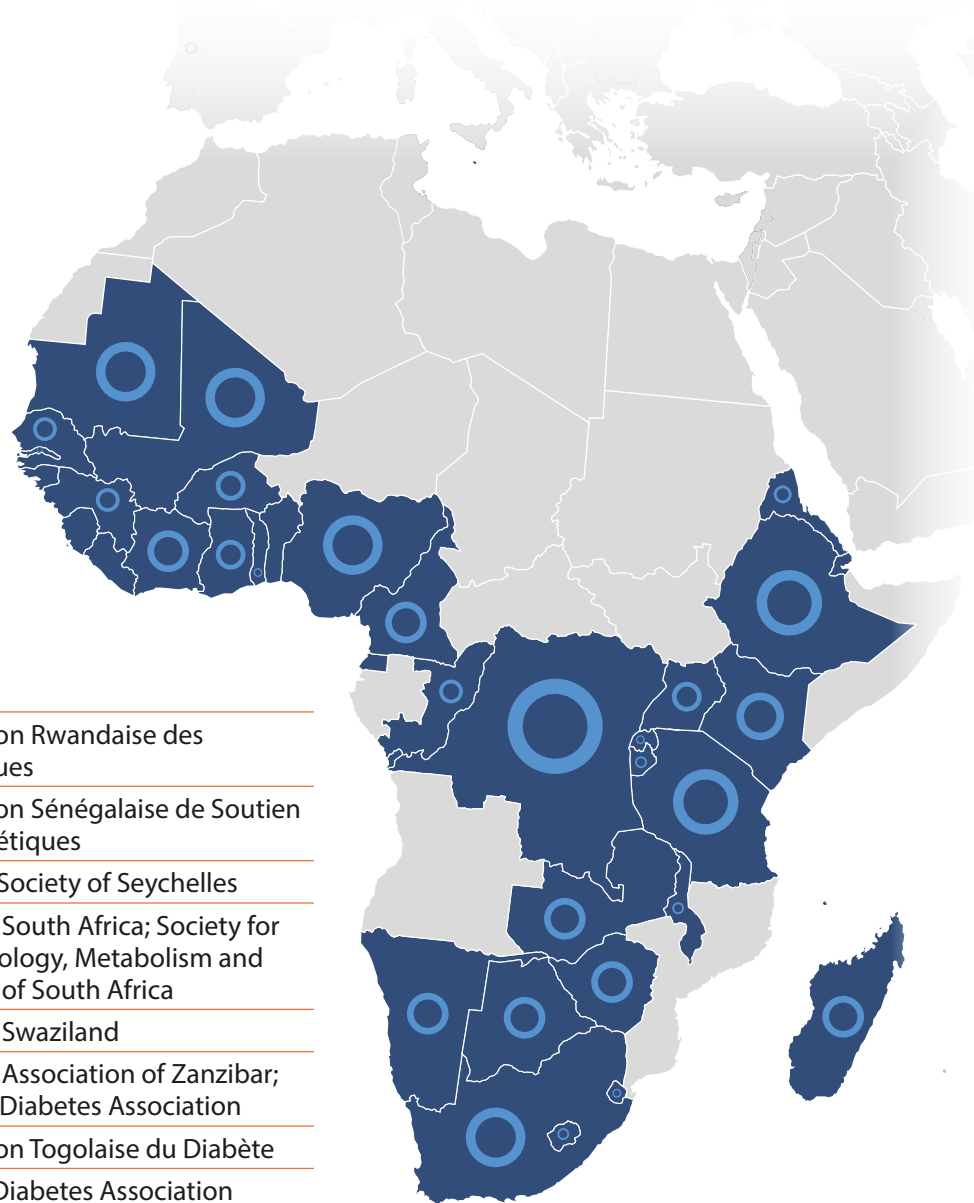 on Rwandaise des
ues
on Sénégalaise de Soutien
étiques
Society of Seychelles
South Africa; Society for
ology, Metabolism and
of South Africa
Swaziland
Association of Zanzibar;
Diabetes Association
on Togolaise du Diabète
Diabetes Association